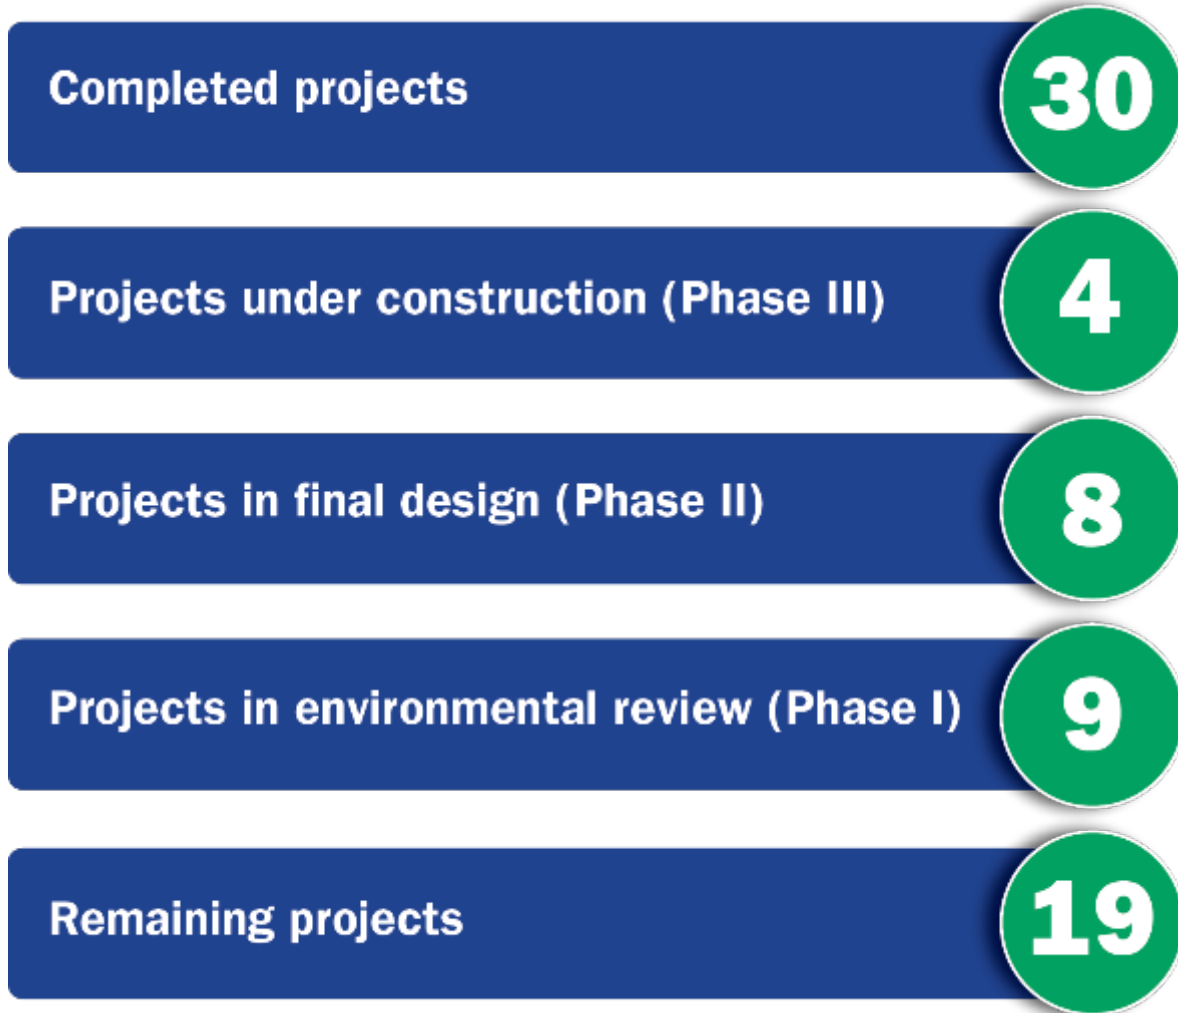 Completed projects 30
Projects under construction (Phase III) 4
Projects in final design (Phase II) 8
Projects in environmental review (Phase I) 9
Remaining projects 19